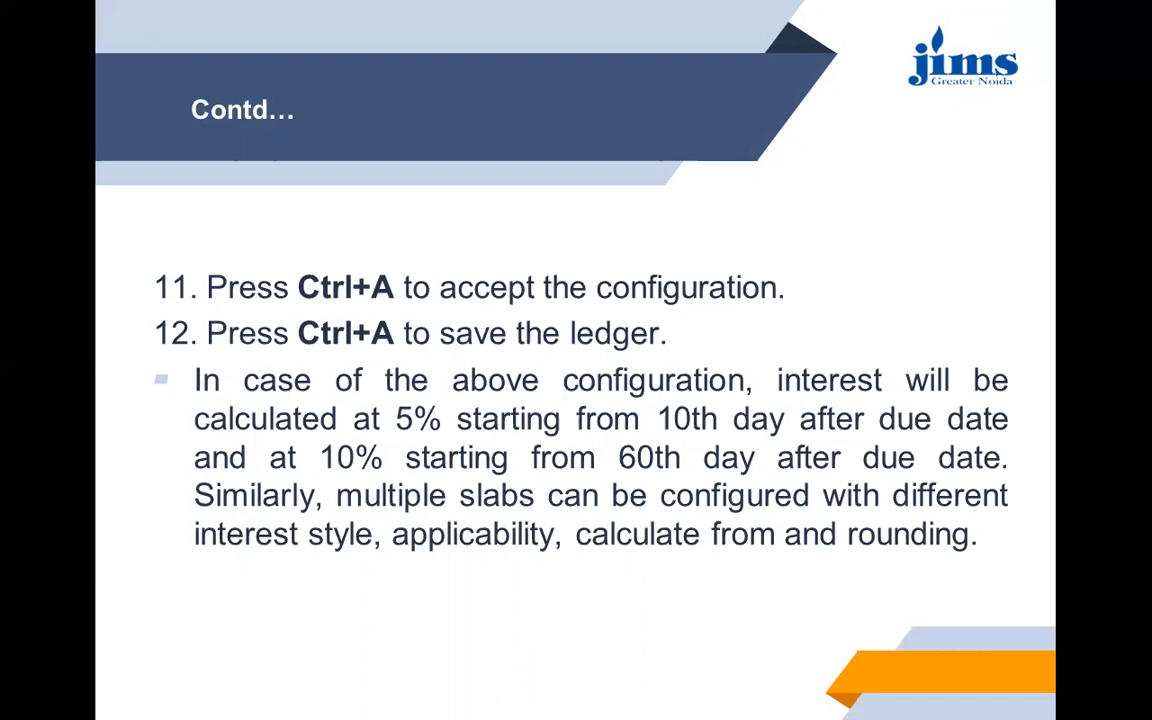 jims
Greater Noida
Contd...
11. Press Ctrl+A to accept the configuration.
12. Press Ctrl+A to save the ledger.
In case of the above configuration, interest will be
calculated at 5% starting from 10th day after due date
and at 10% starting from 60th day after due date.
Similarly, multiple slabs can be configured with different
interest style, applicability, calculate from and rounding.